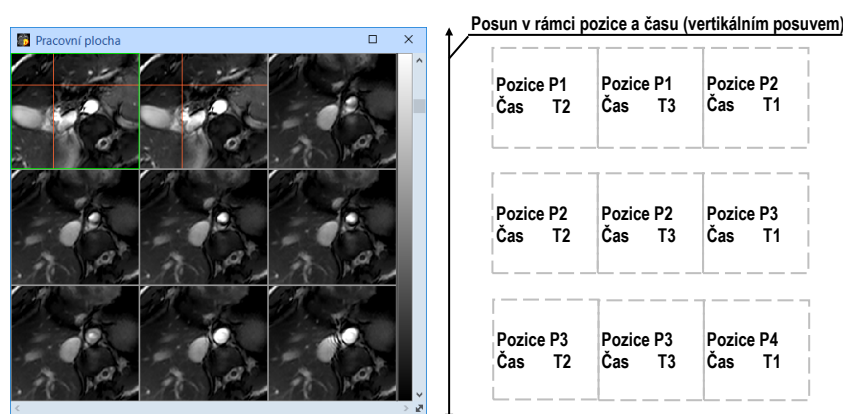 Posun v rámci pozice a času (vertikálním posuvem)
Pracovní plocha
Pozice P1 Pozice P1 Pozice P2
Čas T2 Čas T3 Čas T1
Pozice P2 Pozice P2 Pozice P3
Čas T2 Čas T3 Čas T1
Pozice P3 Pozice P3 Pozice P4
Čas T2 Čas T3 Čas T1